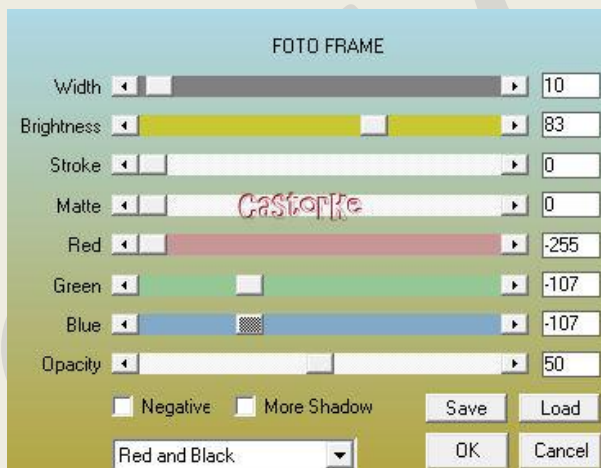 FOTO FRAME
Width 10
Brightness 83
Stroke 0
Matte 0
Castorke
Red -255
Green -107
Blue -107
Opacity 50
Negative More Shadow Save Load
Red and Black OK Cancel